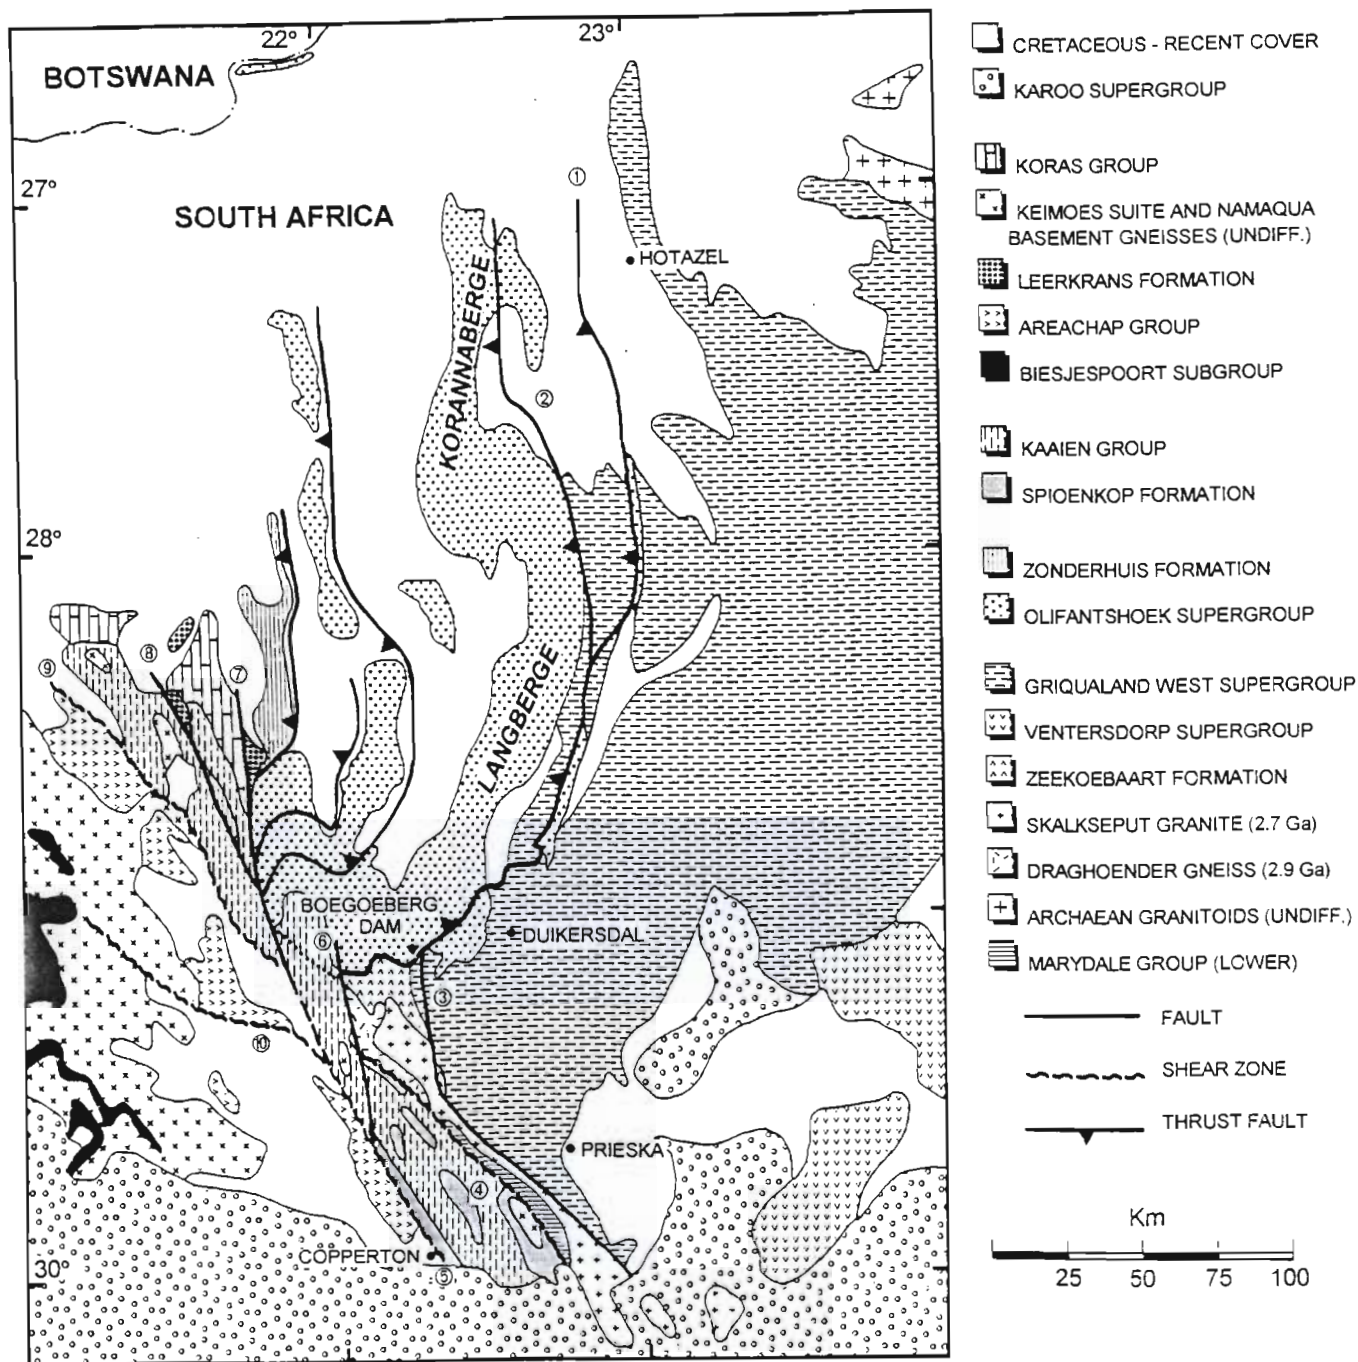 22°
23°
BOTSWANA
27°
SOUTH AFRICA
①
HOTAZEL
KORANNABERGE
②
28°
⑨
⑧
⑦
LANGBERGE
BOEGOEBERG
DAM
⑥
DUIKERSDAL
③
⑩
PRIESKA
④
COPPERTON
⑤
30°
CRETACEOUS - RECENT COVER
KAROO SUPERGROUP
KORAS GROUP
KEIMOES SUITE AND NAMAQUA
BASEMENT GNEISSES (UNDIFF.)
LEERKRANS FORMATION
AREACHAP GROUP
BIESJESPOORT SUBGROUP
KAAIEN GROUP
SPIOENKOP FORMATION
ZONDERHUIS FORMATION
OLIFANTSHOEK SUPERGROUP
GRIQUALAND WEST SUPERGROUP
VENTERSDORP SUPERGROUP
ZEEKOEBAART FORMATION
SKALKSEPUT GRANITE (2.7 Ga)
DRAGHOENDER GNEISS (2.9 Ga)
ARCHAEAN GRANITOIDS (UNDIFF.)
MARYDALE GROUP (LOWER)
FAULT
SHEAR ZONE
THRUST FAULT
Km
25 50 75 100